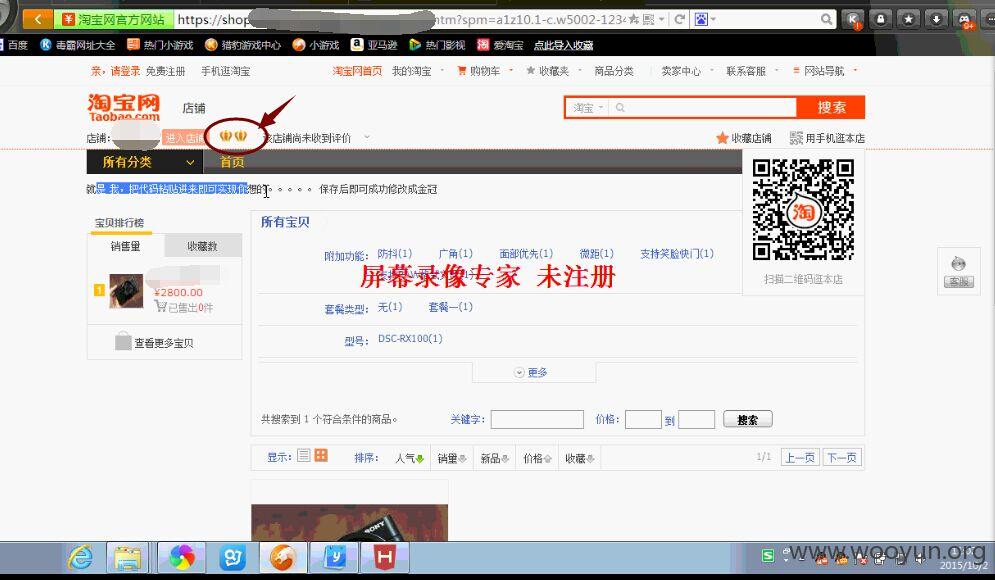 淘宝网官方网站 https://shop tm?spm=a1z10.1-c.w5002-123
百度 毒霸网址大全 热门小游戏 猎豹游戏中心 小游戏 亚马逊 热门影视 爱淘宝 点此导入收藏
亲，请登录 免费注册 手机逛淘宝 淘宝网首页 我的淘宝 购物车 收藏夹 商品分类 卖家中心 联系客服 网站导航
淘宝网 店铺 淘宝 搜索
Taobao.com
店铺: 进入店铺 该店铺尚未收到评价 收藏店铺 用手机逛本店
所有分类 首页
就是 我，把代码粘贴进来即可实现你想的。。。。。 保存后即可成功修改成金冠
宝贝排行榜
销售量 收藏数
1
¥2800.00
已售出0件
查看更多宝贝
所有宝贝
附加功能: 防抖(1) 广角(1) 面部优先(1) 微距(1) 支持笑脸快门(1)
屏幕录像专家 未注册
套餐类型: 无(1) 套餐一(1)
型号: DSC-RX100(1)
更多
共搜索到 1 个符合条件的商品。 关键字: 价格: 到 搜索
显示: 排序: 人气 销量 新品 价格 收藏 1/1 上一页 下一页
淘
扫描二维码逛本店
客服
SONY
www.wooyun.org
2015/10/2